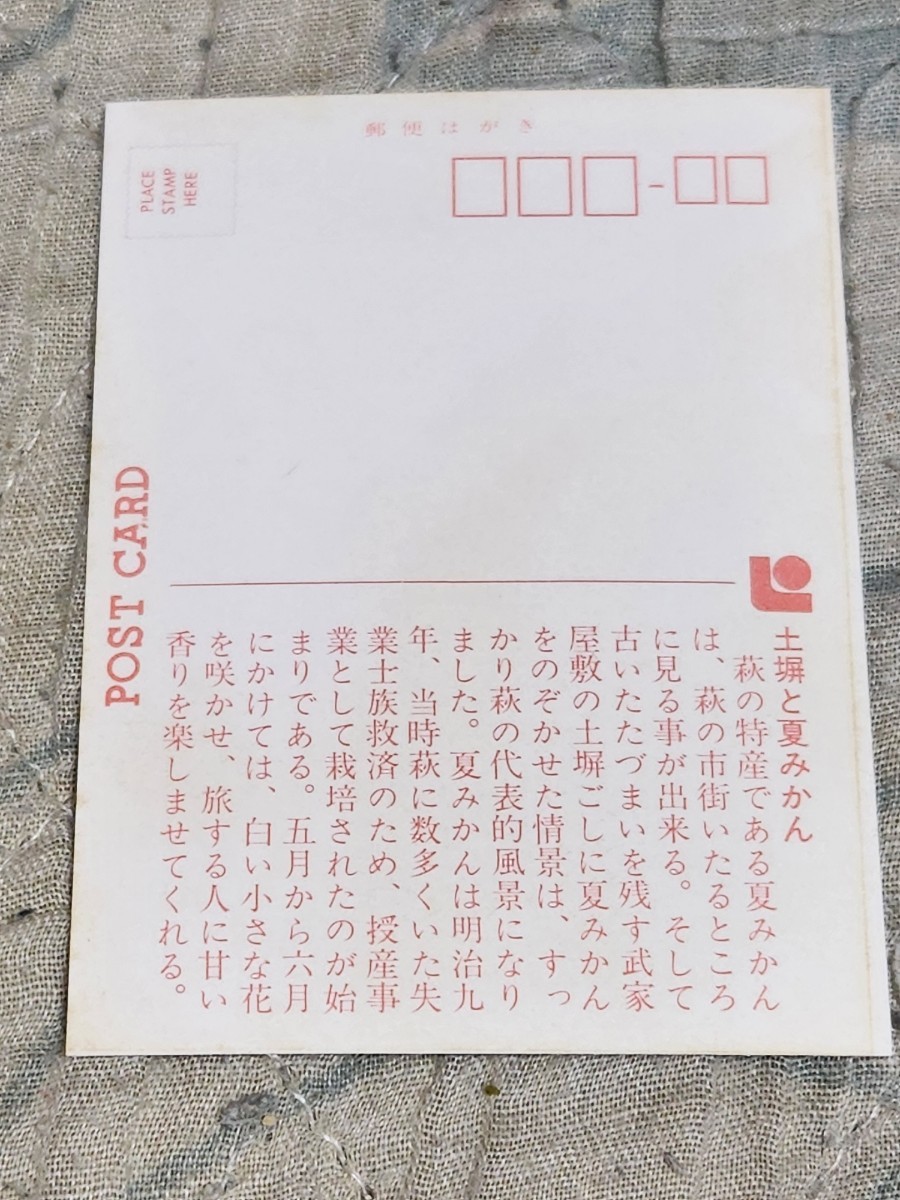 郵便はがき
PLACE
STAMP
HERE
POST CARD
土塀と夏みかん
萩の特産である夏みかん
は、萩の市街いたるところ
に見る事が出来る。そして
古いたたづまいを残す武家
屋敷の土塀ごしに夏みかん
をのぞかせた情景は、すっ
かり萩の代表的風景になり
ました。夏みかんは明治九
年、当時萩に数多くいた失
業士族救済のため、授産事
業として栽培されたのが始
まりである。五月から六月
にかけては、白い小さな花
を咲かせ、旅する人に甘い
香りを楽しませてくれる。